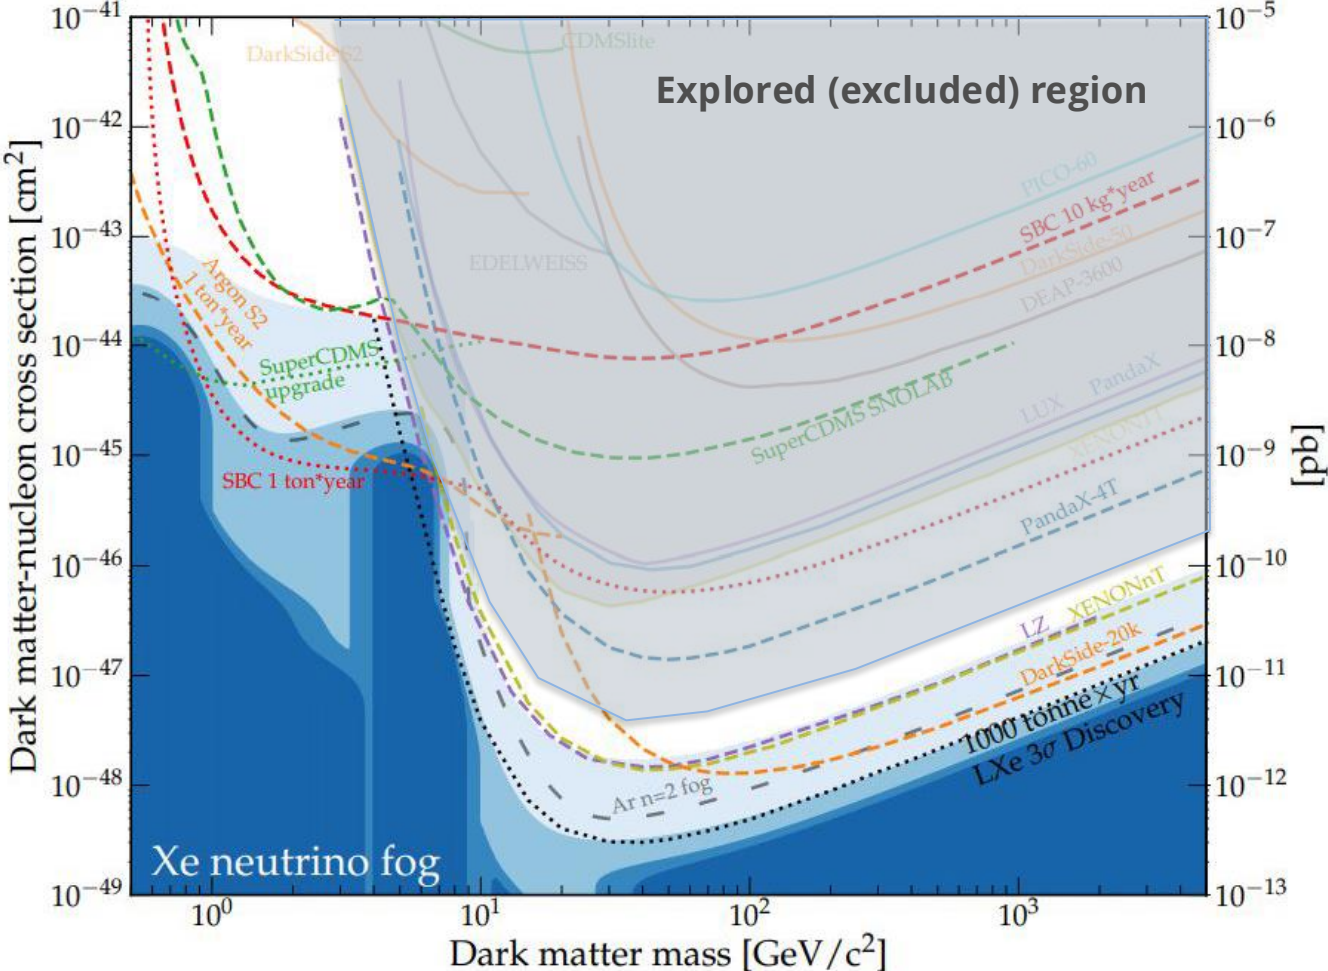 10⁻⁴¹
10⁻⁴²
10⁻⁴³
10⁻⁴⁴
10⁻⁴⁵
10⁻⁴⁶
10⁻⁴⁷
10⁻⁴⁸
10⁻⁴⁹
Dark matter-nucleon cross section [cm²]
DarkSide S2
CDMSlite
Explored (excluded) region
PICO-60
SBC 10 kg*year
DarkSide-50
DEAP-3600
EDELWEISS
Argon S2
1 ton*year
SuperCDMS
upgrade
SuperCDMS SNOLAB
LUX
PandaX
XENON1T
SBC 1 ton*year
PandaX-4T
LZ
XENONnT
DarkSide-20k
1000 tonne×yr
LXe 3σ Discovery
Ar n=2 fog
Xe neutrino fog
10⁻⁵
10⁻⁶
10⁻⁷
10⁻⁸
10⁻⁹
10⁻¹⁰
10⁻¹¹
10⁻¹²
10⁻¹³
[pb]
10⁰
10¹
10²
10³
Dark matter mass [GeV/c²]